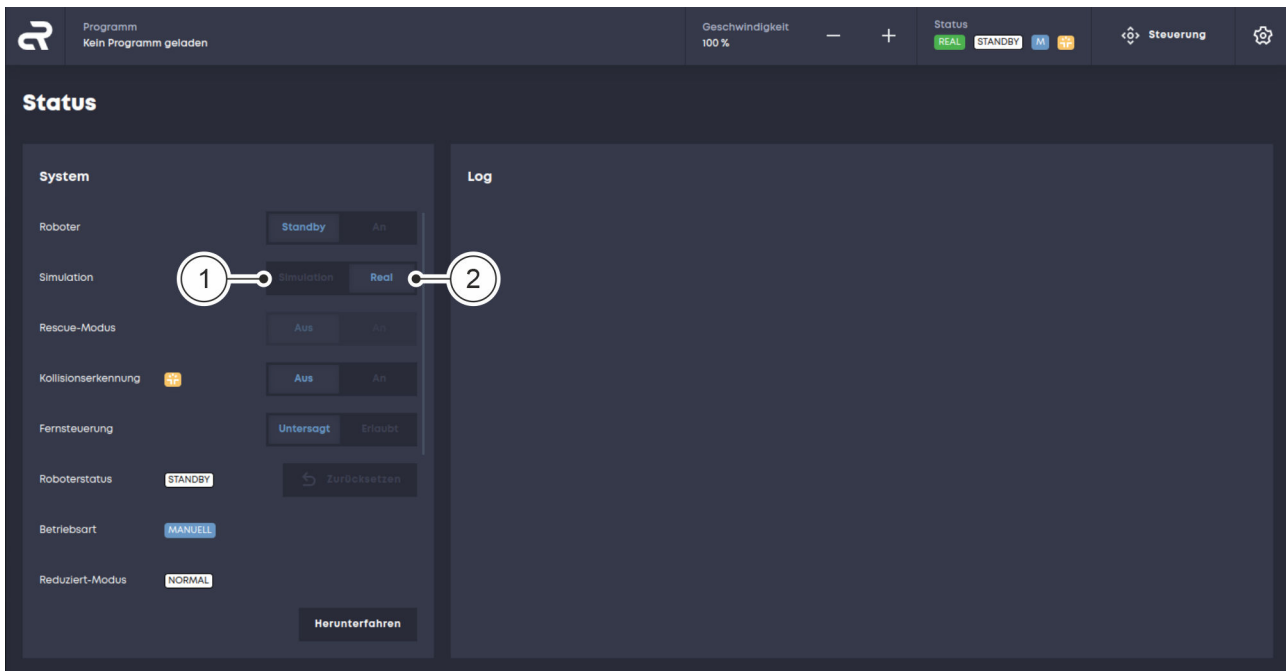 Programm
Kein Programm geladen
Geschwindigkeit
100 %
Status
REAL STANDBY M
Steuerung
Status
System
Log
Roboter Standby An
Simulation 1 Simulation Real 2
Rescue-Modus Aus An
Kollisionserkennung Aus An
Fernsteuerung Untersagt Erlaubt
Roboterstatus STANDBY Zurücksetzen
Betriebsart MANUELL
Reduziert-Modus NORMAL
Herunterfahren